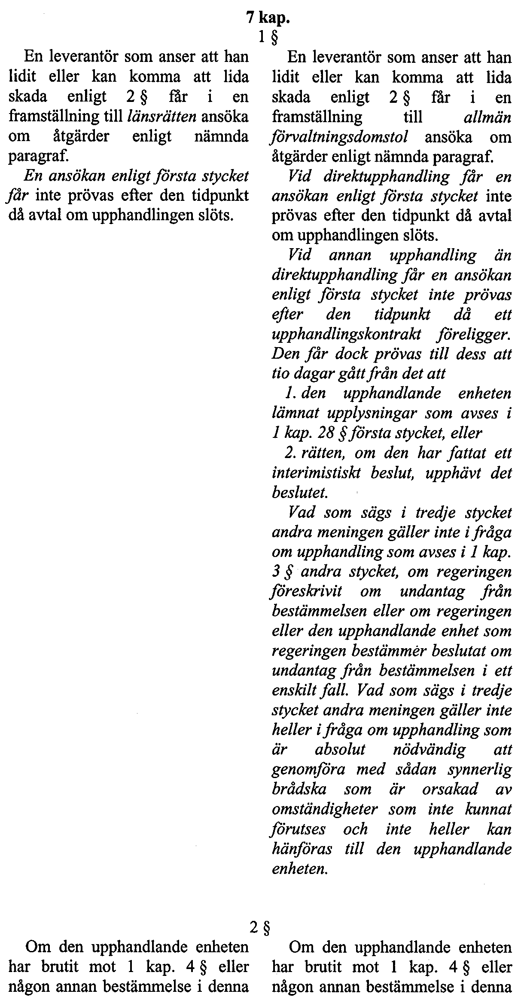 7 kap.
1 §
En leverantör som anser att han
lidit eller kan komma att lida
skada enligt 2 § får i en
framställning till länsrätten ansöka
om åtgärder enligt nämnda
paragraf.
En ansökan enligt första stycket
får inte prövas efter den tidpunkt
då avtal om upphandlingen slöts.
En leverantör som anser att han
lidit eller kan komma att lida
skada enligt 2 § får i en
framställning till allmän
förvaltningsdomstol ansöka om
åtgärder enligt nämnda paragraf.
Vid direktupphandling får en
ansökan enligt första stycket inte
prövas efter den tidpunkt då avtal
om upphandlingen slöts.
Vid annan upphandling än
direktupphandling får en ansökan
enligt första stycket inte prövas
efter den tidpunkt då ett
upphandlingskontrakt föreligger.
Den får dock prövas till dess att
tio dagar gått från det att
1. den upphandlande enheten
lämnat upplysningar som avses i
1 kap. 28 § första stycket, eller
2. rätten, om den har fattat ett
interimistiskt beslut, upphävt det
beslutet.
Vad som sägs i tredje stycket
andra meningen gäller inte i fråga
om upphandling som avses i 1 kap.
3 § andra stycket, om regeringen
föreskrivit om undantag från
bestämmelsen eller om regeringen
eller den upphandlande enhet som
regeringen bestämmer beslutat om
undantag från bestämmelsen i ett
enskilt fall. Vad som sägs i tredje
stycket andra meningen gäller inte
heller i fråga om upphandling som
är absolut nödvändig att
genomföra med sådan synnerlig
brådska som är orsakad av
omständigheter som inte kunnat
förutses och inte heller kan
hänföras till den upphandlande
enheten.
2 §
Om den upphandlande enheten
har brutit mot 1 kap. 4 § eller
någon annan bestämmelse i denna
Om den upphandlande enheten
har brutit mot 1 kap. 4 § eller
någon annan bestämmelse i denna